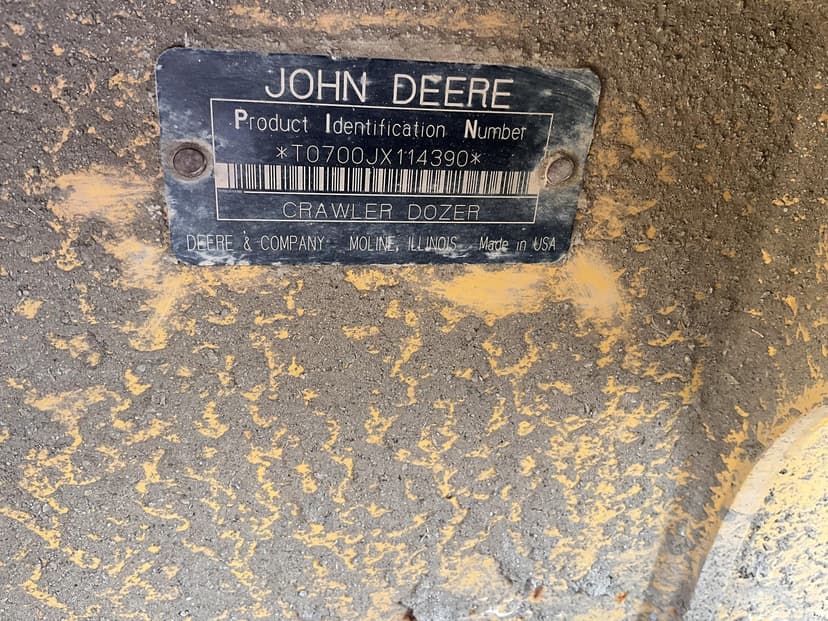 JOHN DEERE
Product Identification Number
*T0700JX114390*
CRAWLER DOZER
DEERE & COMPANY MOLINE, ILLINOIS Made in USA